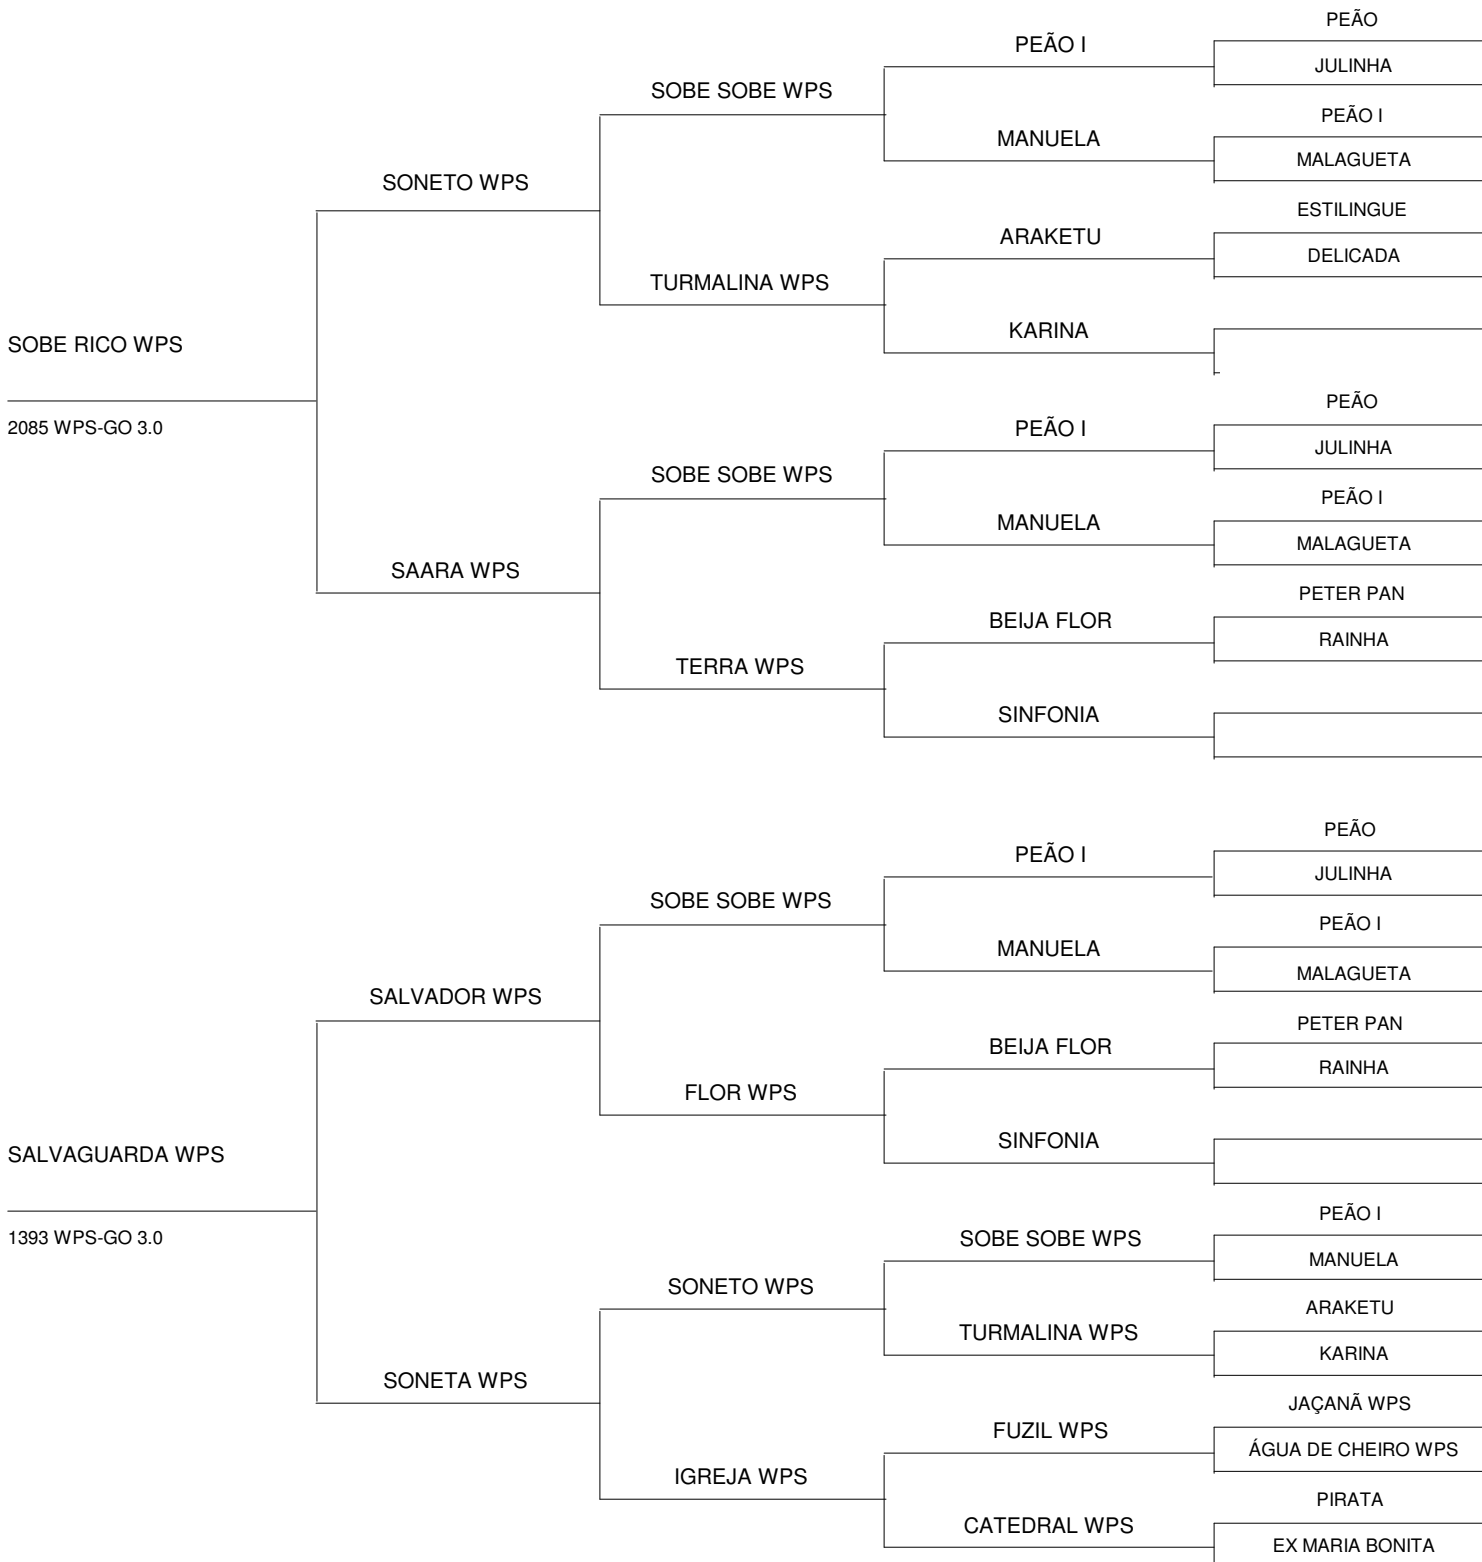 PEÃO
PEÃO I
JULINHA
SOBE SOBE WPS
PEÃO I
MANUELA
MALAGUETA
SONETO WPS
ESTILINGUE
ARAKETU
DELICADA
TURMALINA WPS
KARINA
SOBE RICO WPS
PEÃO
2085 WPS-GO 3.0
PEÃO I
JULINHA
SOBE SOBE WPS
PEÃO I
MANUELA
MALAGUETA
SAARA WPS
PETER PAN
BEIJA FLOR
RAINHA
TERRA WPS
SINFONIA
PEÃO
PEÃO I
JULINHA
SOBE SOBE WPS
PEÃO I
MANUELA
MALAGUETA
SALVADOR WPS
PETER PAN
BEIJA FLOR
RAINHA
FLOR WPS
SINFONIA
SALVAGUARDA WPS
PEÃO I
1393 WPS-GO 3.0
SOBE SOBE WPS
MANUELA
SONETO WPS
ARAKETU
TURMALINA WPS
KARINA
SONETA WPS
JAÇANÃ WPS
FUZIL WPS
ÁGUA DE CHEIRO WPS
IGREJA WPS
PIRATA
CATEDRAL WPS
EX MARIA BONITA